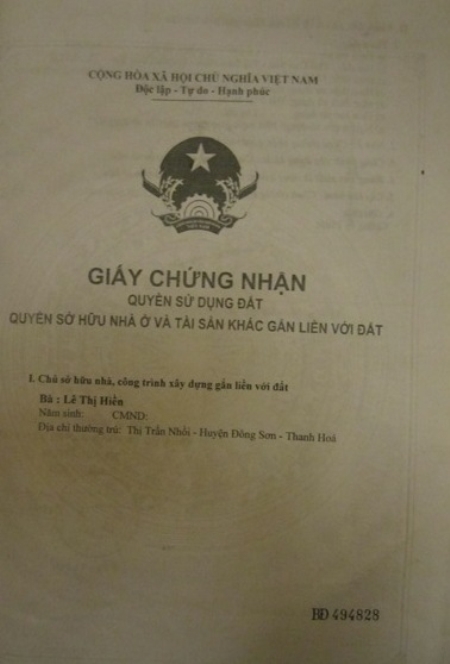 CỘNG HÒA XÃ HỘI CHỦ NGHĨA VIỆT NAM
Độc lập - Tự do - Hạnh phúc
GIẤY CHỨNG NHẬN
QUYỀN SỬ DỤNG ĐẤT
QUYỀN SỞ HỮU NHÀ Ở VÀ TÀI SẢN KHÁC GẮN LIỀN VỚI ĐẤT
I. Chủ sở hữu nhà, công trình xây dựng gắn liền với đất
Bà : Lê Thị Hiền
Năm sinh: CMND:
Địa chỉ thường trú: Thị Trấn Nhồi - Huyện Đông Sơn - Thanh Hoá
BĐ 494828